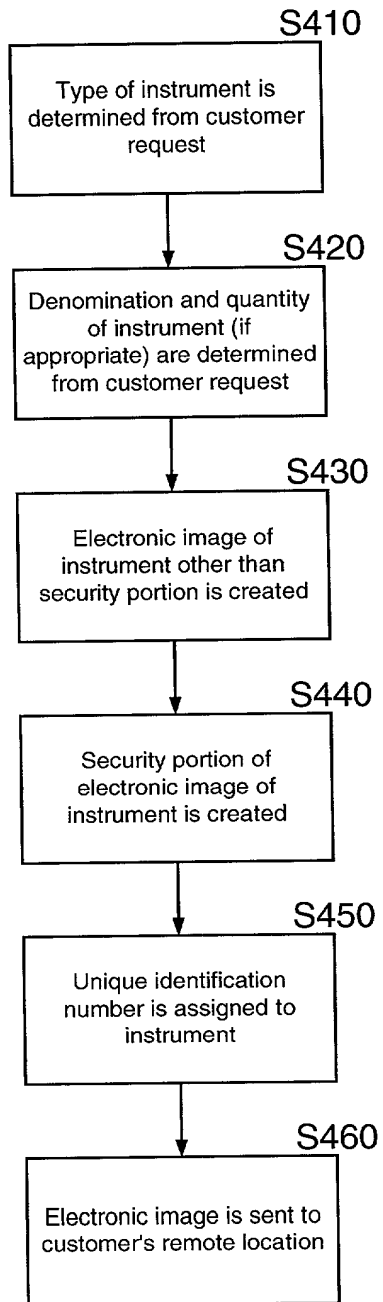 S410
Type of instrument is
determined from customer
request
S420
Denomination and quantity
of instrument (if
appropriate) are determined
from customer request
S430
Electronic image of
instrument other than
security portion is created
S440
Security portion of
electronic image of
instrument is created
S450
Unique identification
number is assigned to
instrument
S460
Electronic image is sent to
customer's remote location